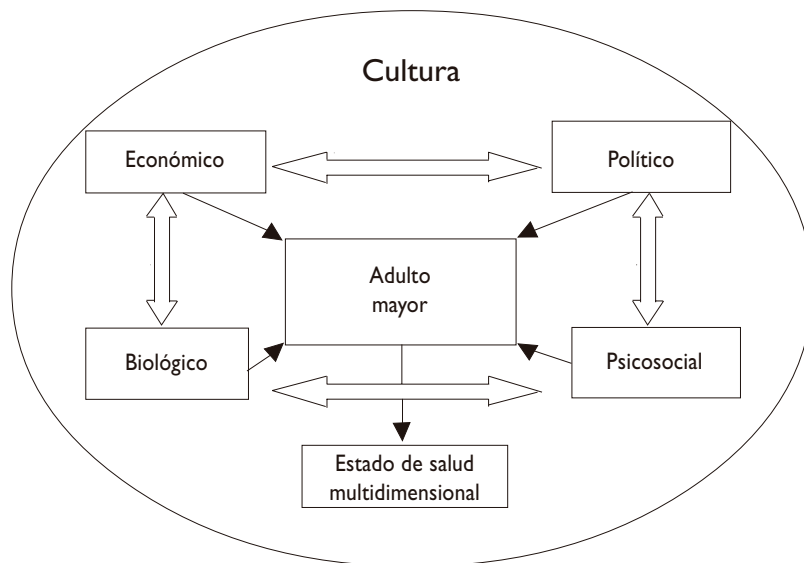 Cultura
Económico
Político
Adulto
mayor
Biológico
Psicosocial
Estado de salud
multidimensional